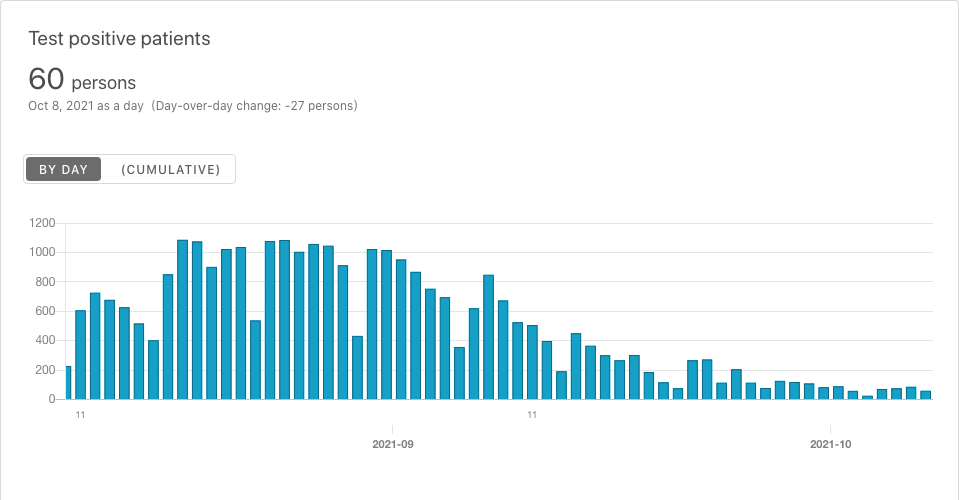 Test positive patients
60 persons
Oct 8, 2021 as a day (Day-over-day change: -27 persons)
BY DAY (CUMULATIVE)
1200
1000
800
600
400
200
0
11 11
2021-09 2021-10